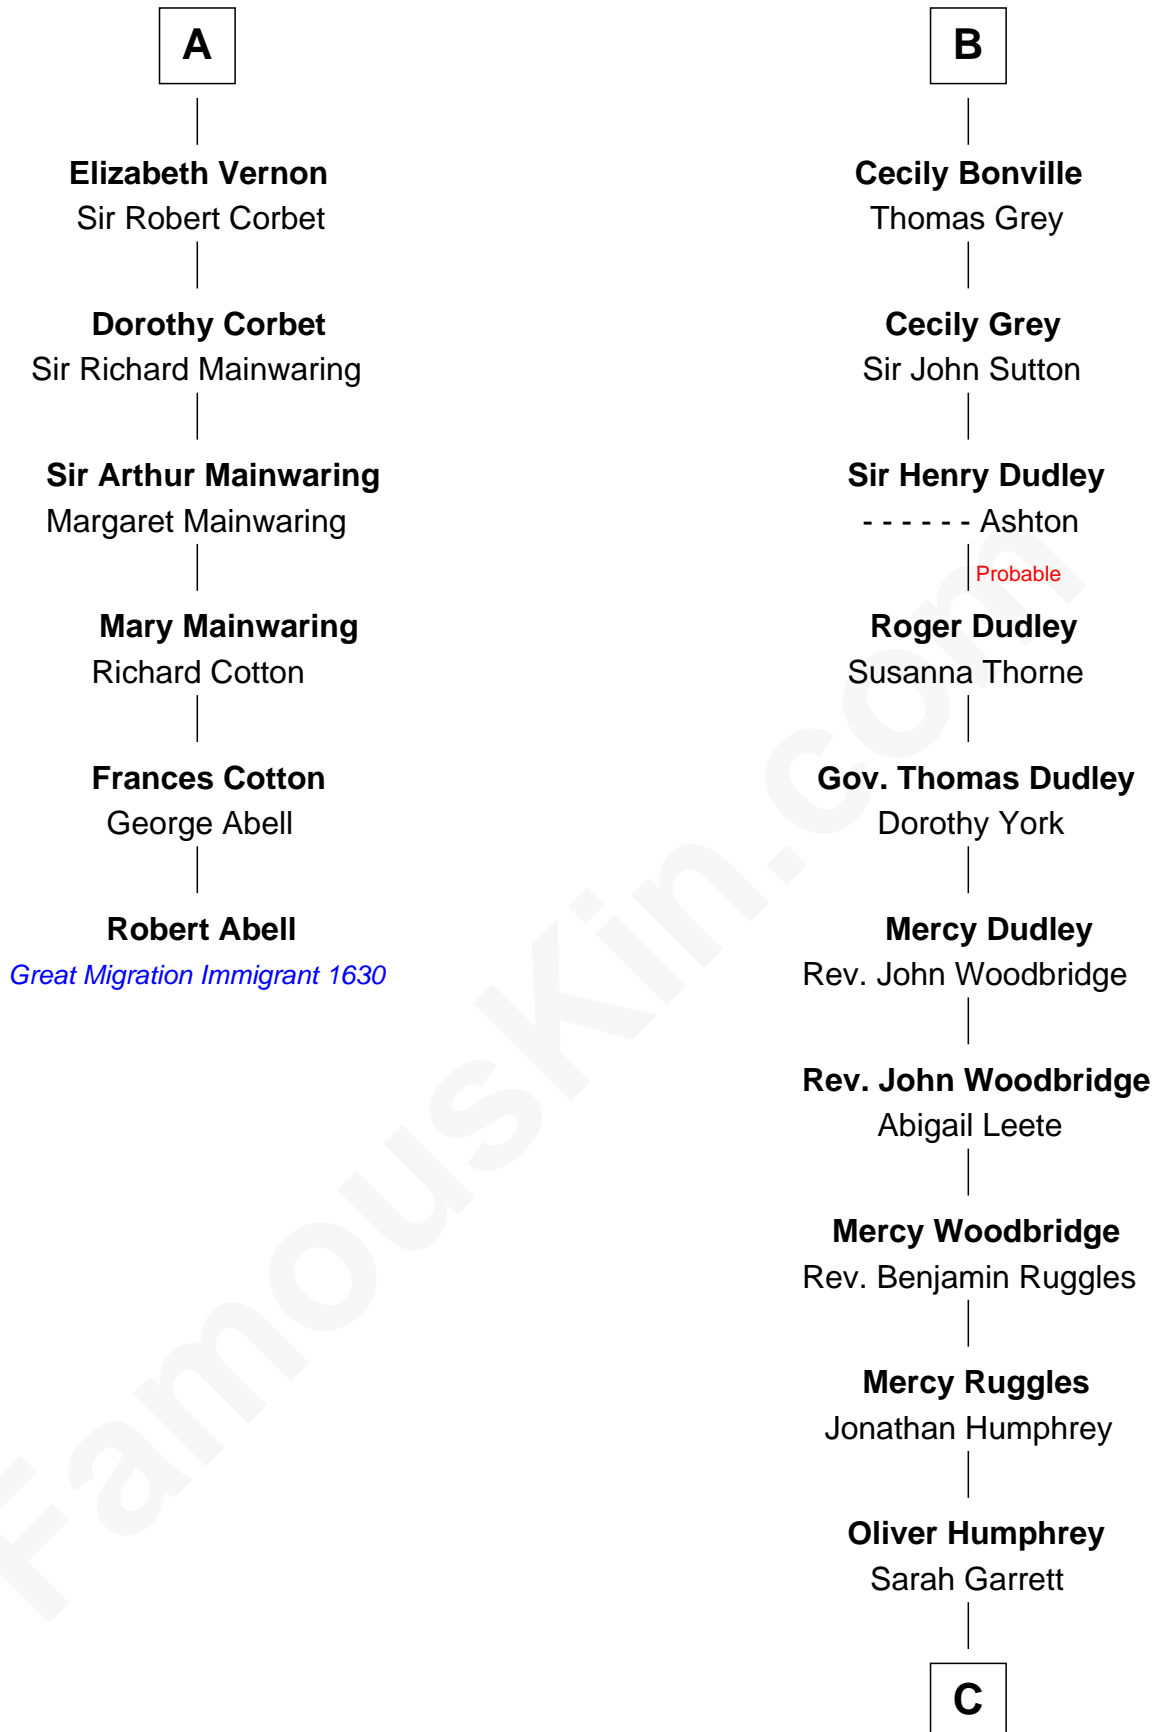 A
Elizabeth Vernon
Sir Robert Corbet
Dorothy Corbet
Sir Richard Mainwaring
Sir Arthur Mainwaring
Margaret Mainwaring
Mary Mainwaring
Richard Cotton
Frances Cotton
George Abell
Robert Abell
Great Migration Immigrant 1630
B
Cecily Bonville
Thomas Grey
Cecily Grey
Sir John Sutton
Sir Henry Dudley
- - - - - - Ashton
Probable
Roger Dudley
Susanna Thorne
Gov. Thomas Dudley
Dorothy York
Mercy Dudley
Rev. John Woodbridge
Rev. John Woodbridge
Abigail Leete
Mercy Woodbridge
Rev. Benjamin Ruggles
Mercy Ruggles
Jonathan Humphrey
Oliver Humphrey
Sarah Garrett
C
FamousKin.com